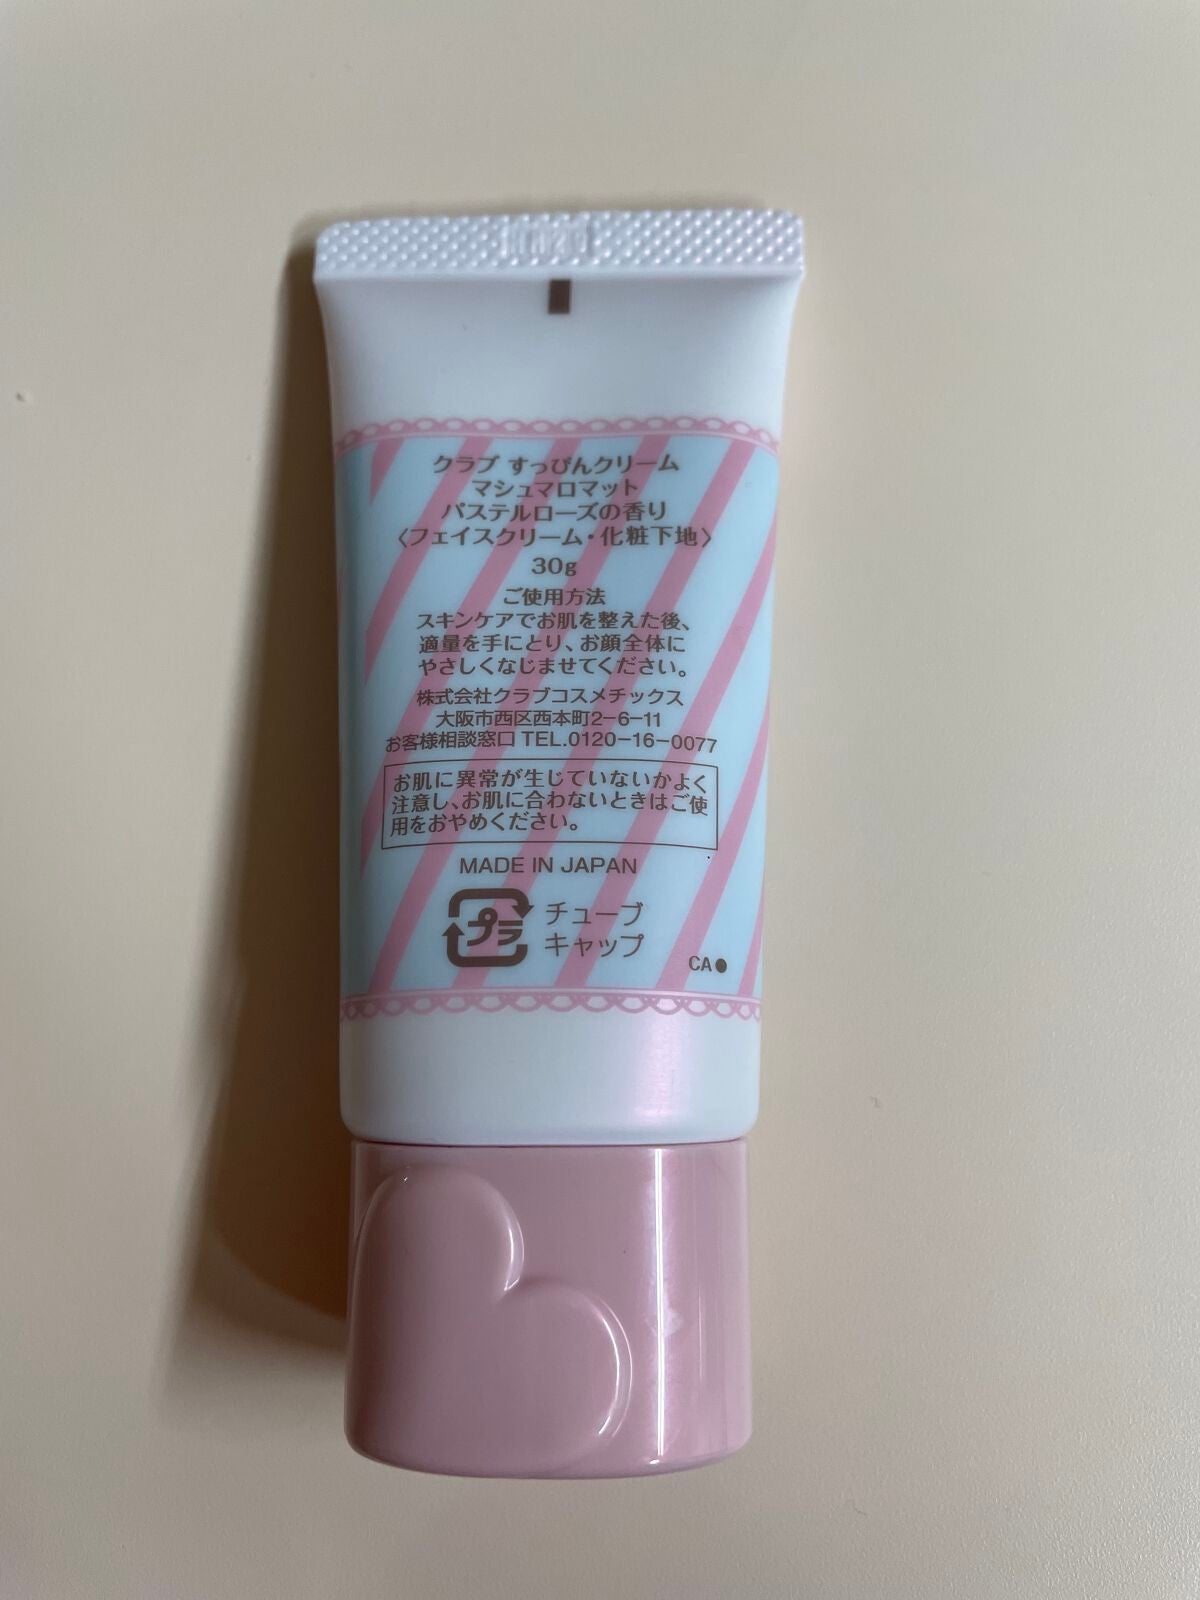 クラブ すっぴんクリーム
マシュマロマット
パステルローズの香り
〈フェイスクリーム・化粧下地〉
30g
ご使用方法
スキンケアでお肌を整えた後、
適量を手にとり、お顔全体に
やさしくなじませてください。
株式会社クラブコスメチックス
大阪市西区西本町2-6-11
お客様相談窓口 TEL.0120-16-0077
お肌に異常が生じていないかよく
注意し、お肌に合わないときはご使
用をおやめください。
MADE IN JAPAN
プラ チューブ
キャップ
CA●